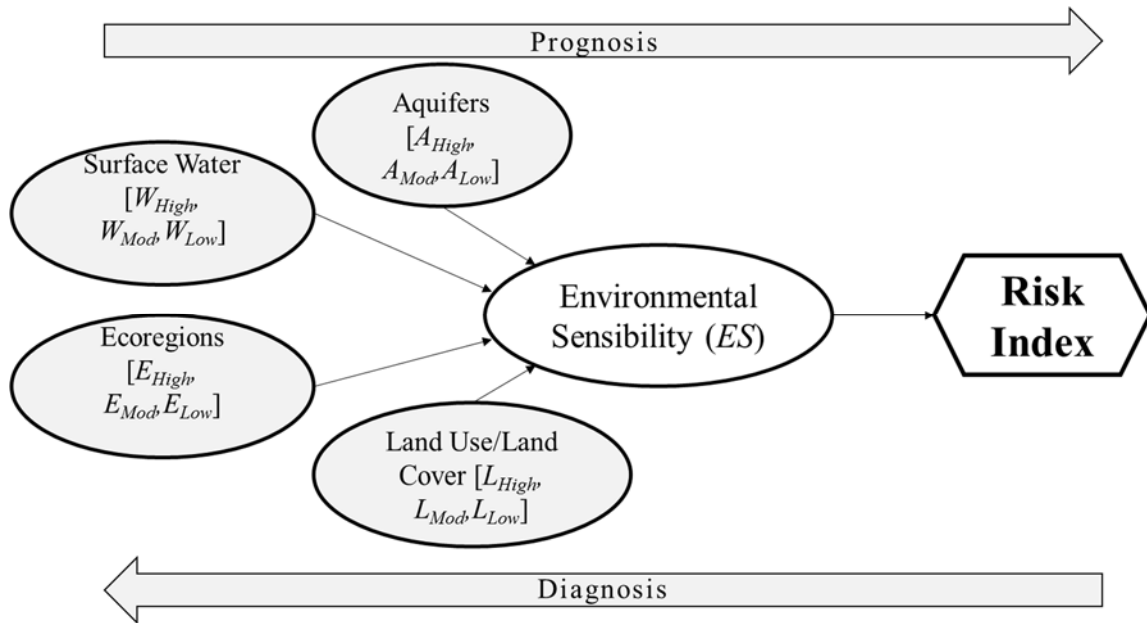 Prognosis
Aquifers
[A_High,
A_Mod, A_Low]
Surface Water
[W_High,
W_Mod, W_Low]
Environmental
Sensibility (ES)
Risk
Index
Ecoregions
[E_High,
E_Mod, E_Low]
Land Use/Land
Cover [L_High,
L_Mod, L_Low]
Diagnosis